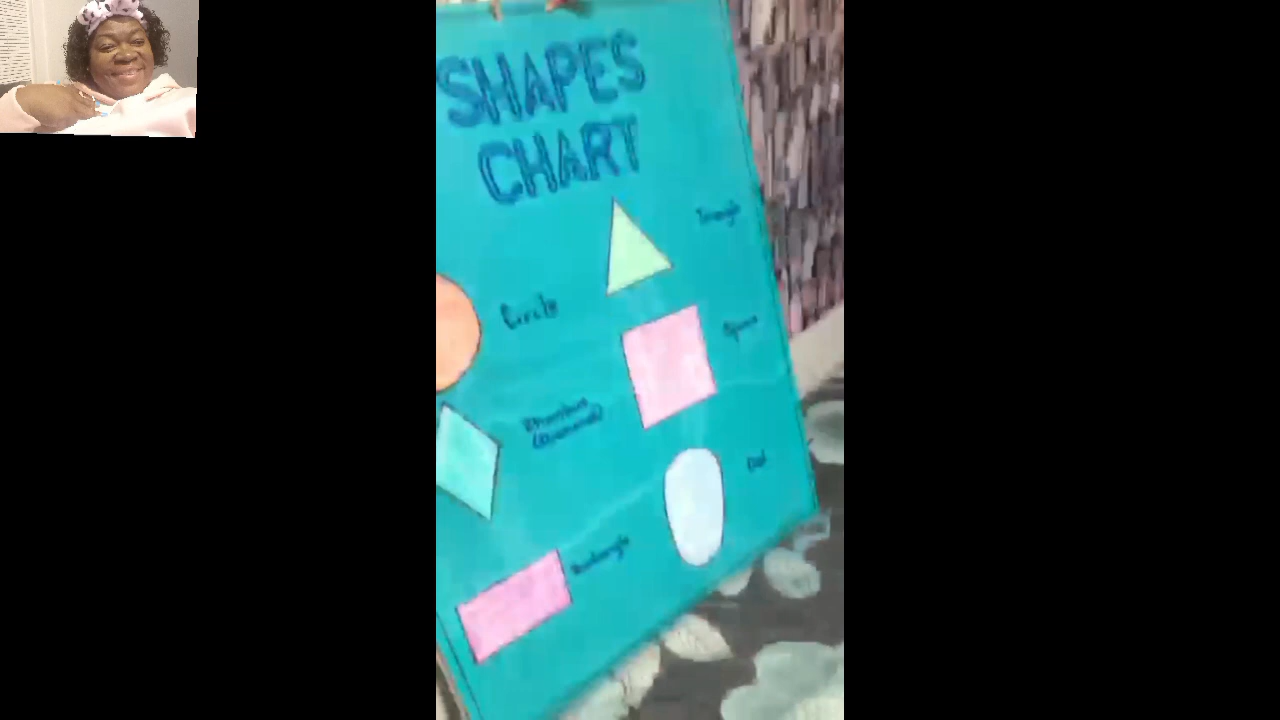 SHAPES
CHART
Triangle
Circle
Square
Rhombus
(Diamond)
Oval
Rectangle